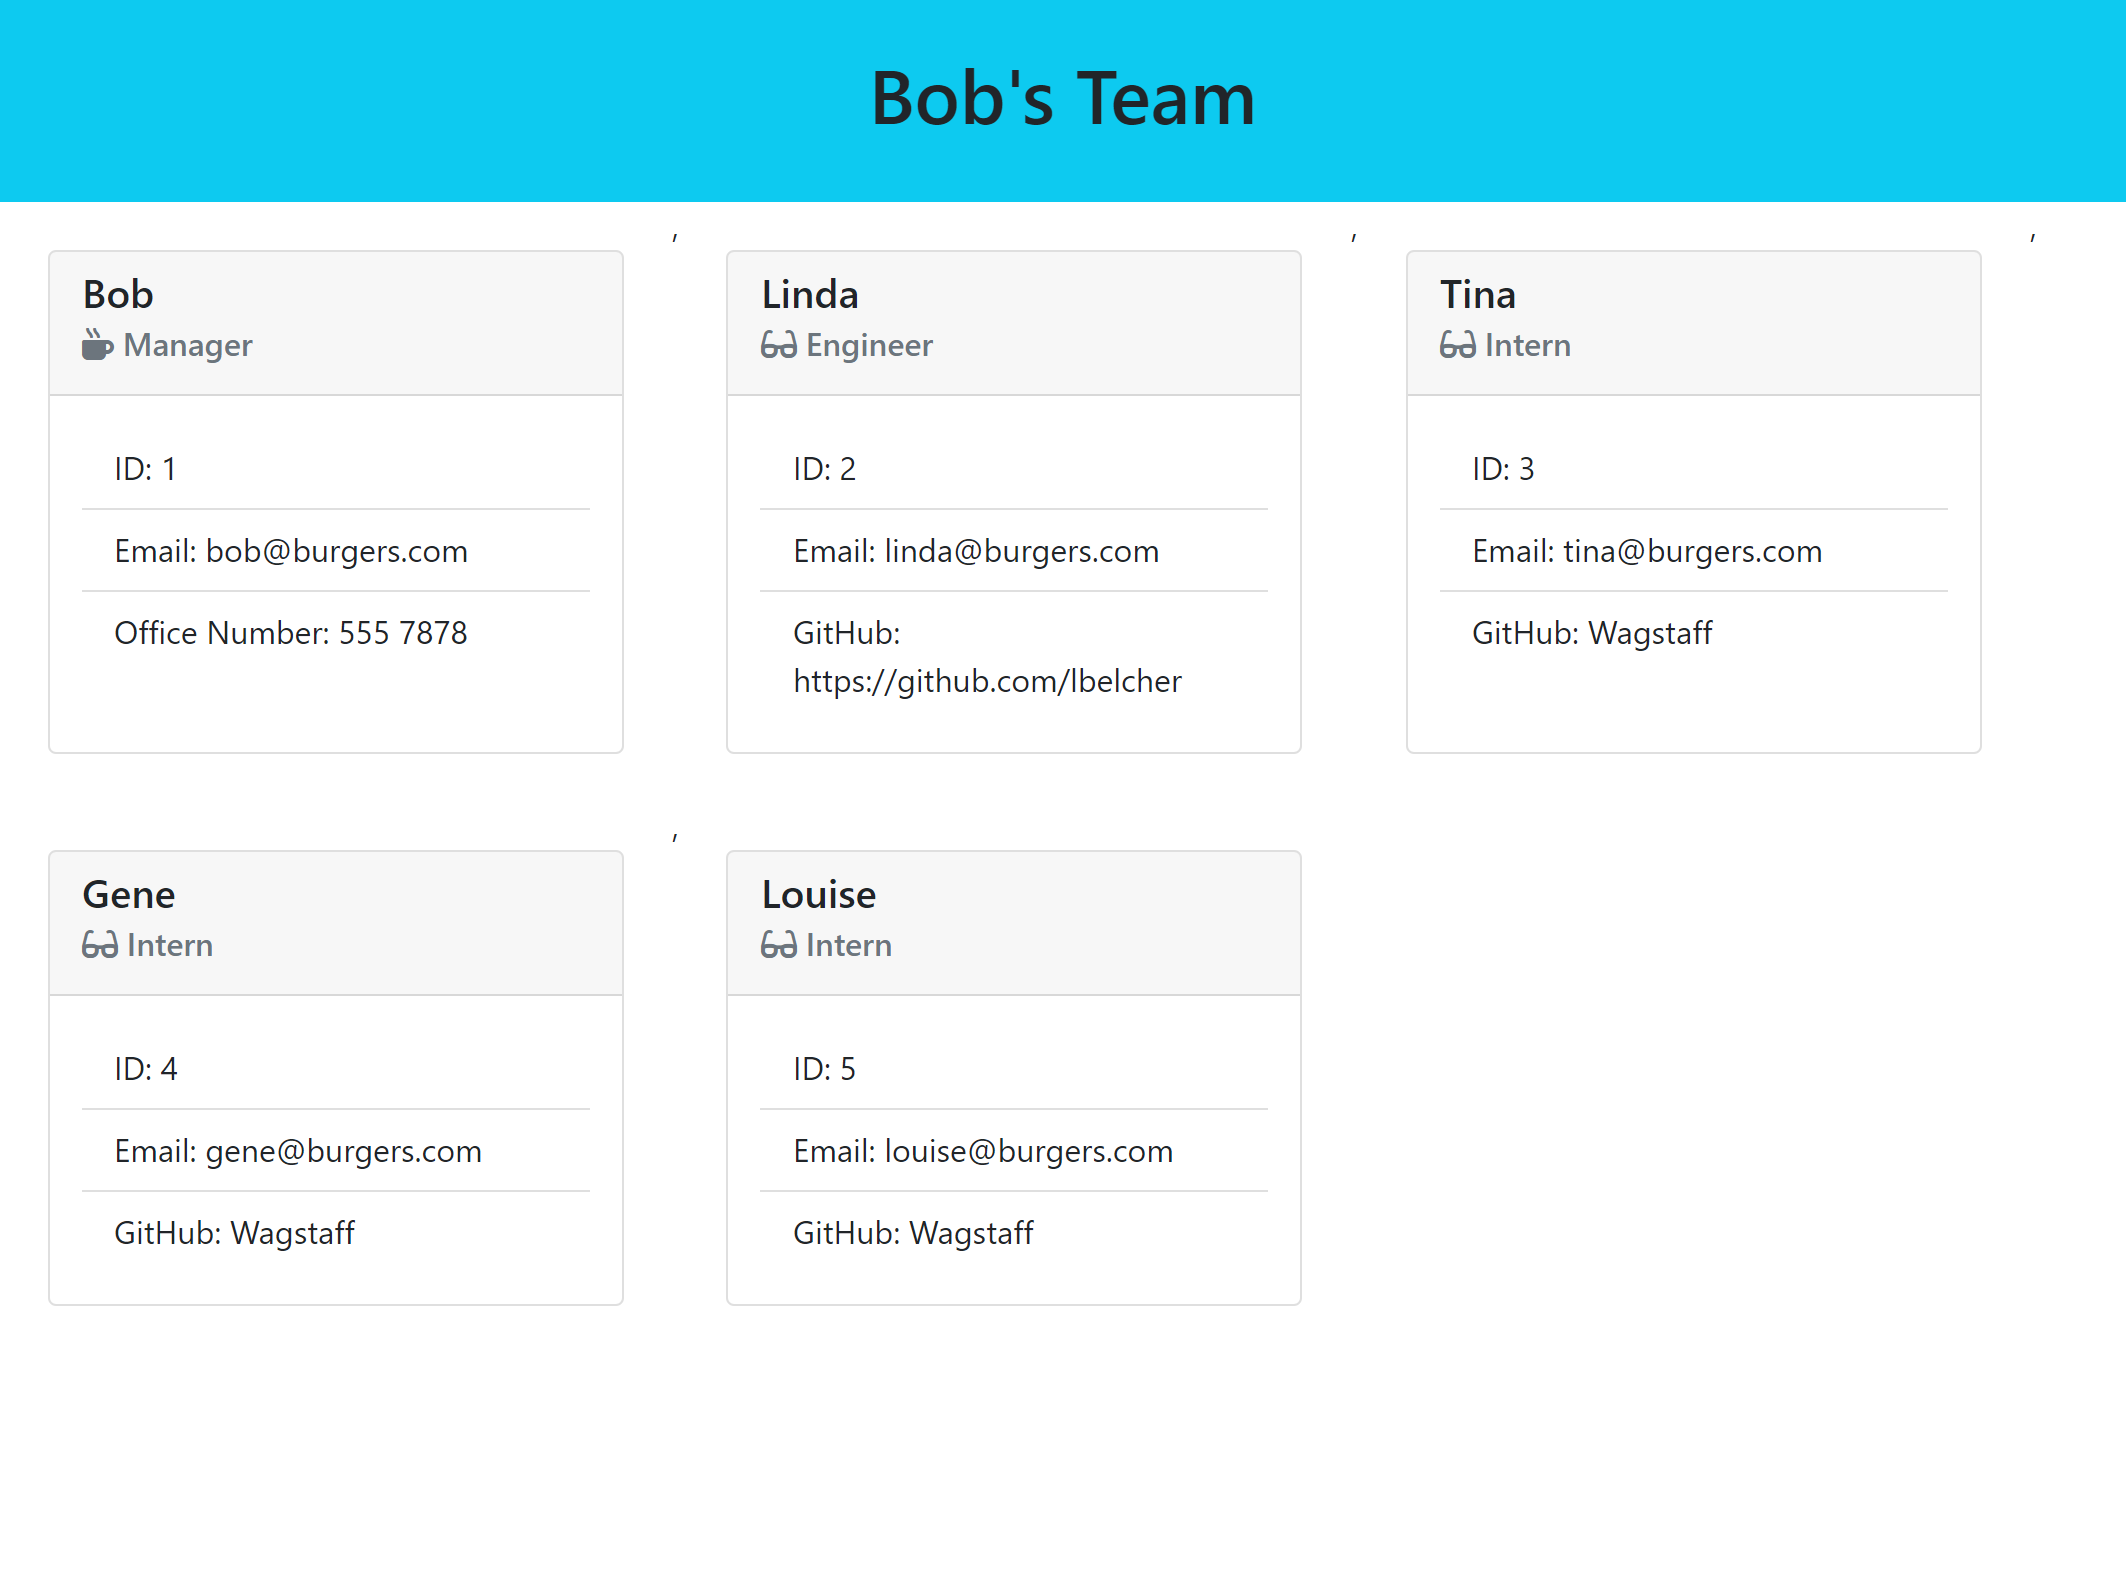 Bob's Team
,
,
,
Bob
Manager
ID: 1
Email: bob@burgers.com
Office Number: 555 7878
Linda
Engineer
ID: 2
Email: linda@burgers.com
GitHub:
https://github.com/lbelcher
Tina
Intern
ID: 3
Email: tina@burgers.com
GitHub: Wagstaff
,
Gene
Intern
ID: 4
Email: gene@burgers.com
GitHub: Wagstaff
Louise
Intern
ID: 5
Email: louise@burgers.com
GitHub: Wagstaff